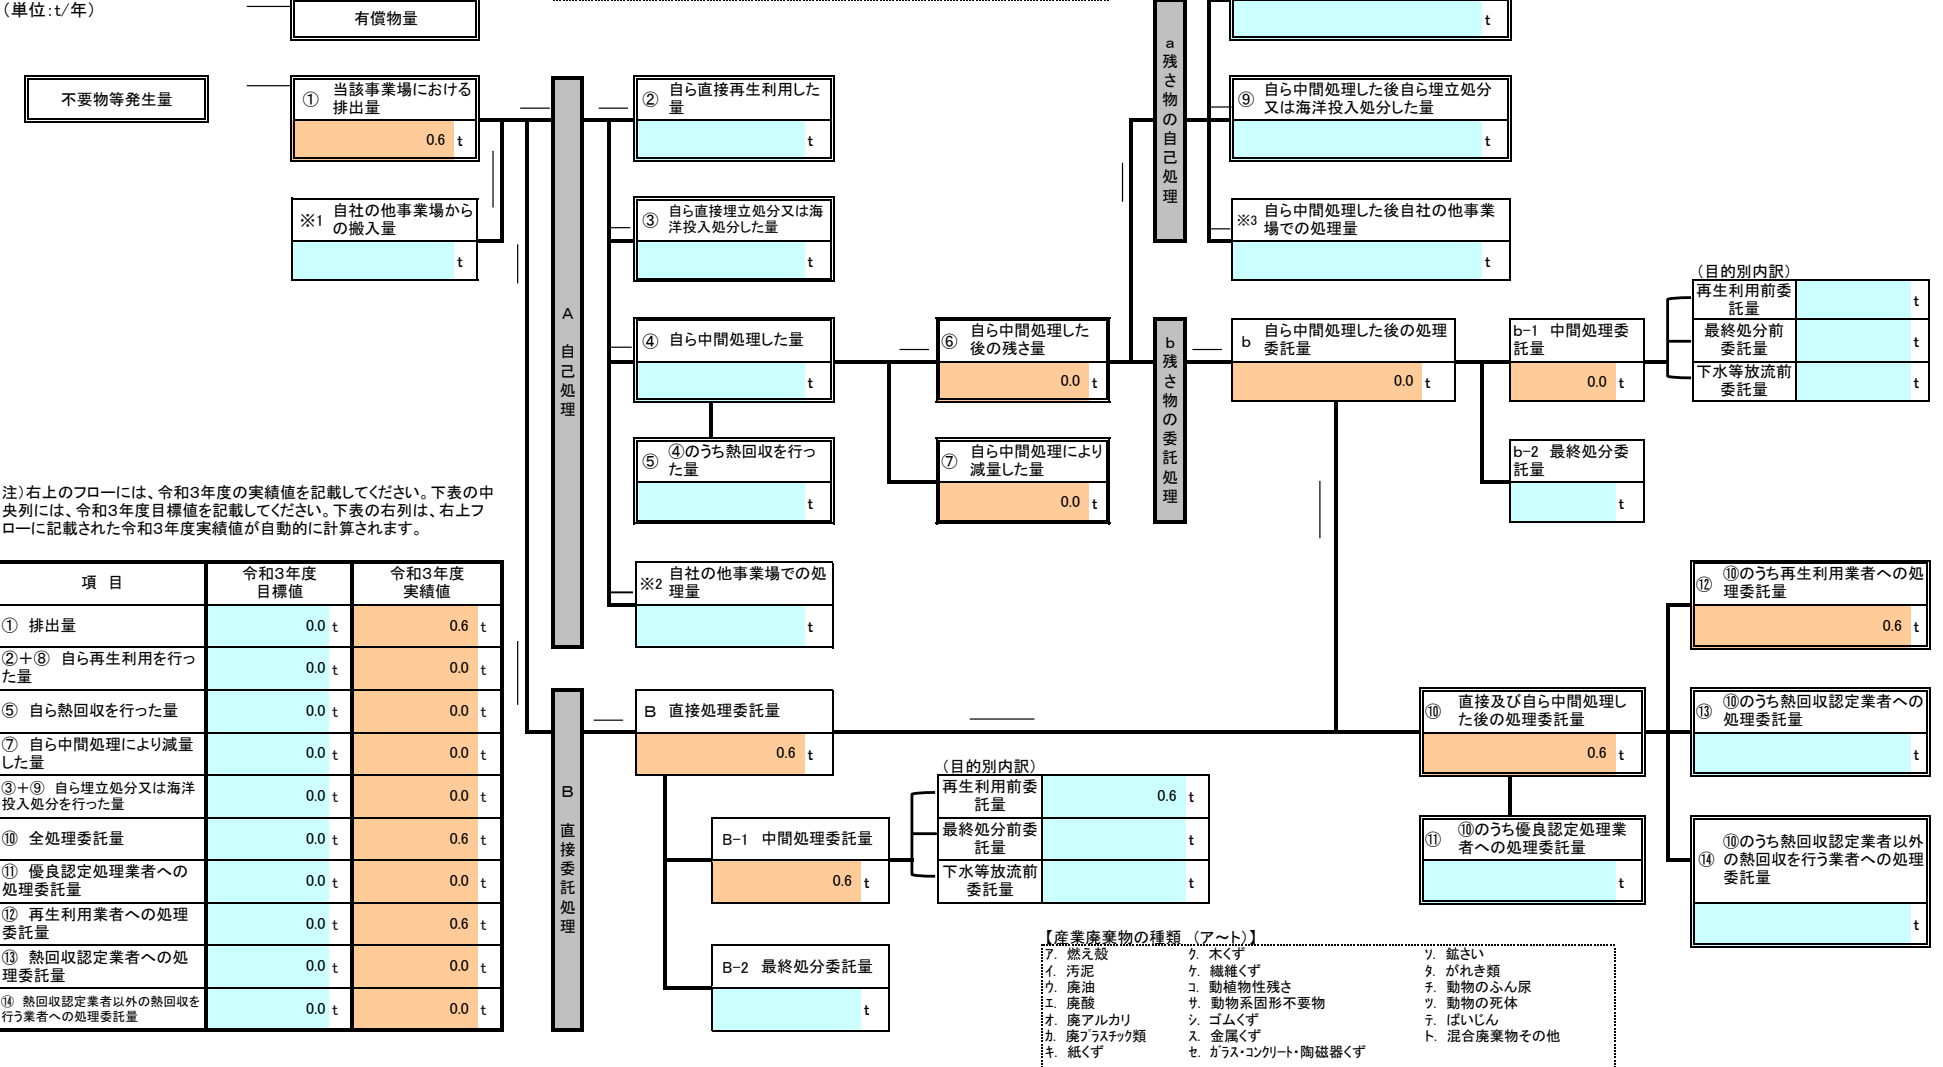 （単位：t/年）
有償物量
t
不要物等発生量
① 当該事業場における
排出量
0.6 t
※1 自社の他事業場から
の搬入量
t
A 自己処理
② 自ら直接再生利用した
量
t
③ 自ら直接埋立処分又は海
洋投入処分した量
t
④ 自ら中間処理した量
t
⑤ ④のうち熱回収を行っ
た量
t
※2 自社の他事業場での処
理量
t
⑥ 自ら中間処理した
後の残さ量
0.0 t
⑦ 自ら中間処理により
減量した量
0.0 t
a残さ物の自己処理
⑨ 自ら中間処理した後自ら埋立処分
又は海洋投入処分した量
t
※3 自ら中間処理した後自社の他事業
場での処理量
t
b残さ物の委託処理
b 自ら中間処理した後の処理
委託量
0.0 t
b-1 中間処理委
託量
0.0 t
b-2 最終処分委
託量
t
（目的別内訳）
再生利用前委
託量
t
最終処分前
委託量
t
下水等放流前
委託量
t
注）右上のフローには、令和3年度の実績値を記載してください。下表の中
央列には、令和3年度目標値を記載してください。下表の右列は、右上フ
ローに記載された令和3年度実績値が自動的に計算されます。
項 目
令和3年度
目標値
令和3年度
実績値
① 排出量 0.0 t 0.6 t
②＋⑧ 自ら再生利用を行っ
た量 0.0 t 0.0 t
⑤ 自ら熱回収を行った量 0.0 t 0.0 t
⑦ 自ら中間処理により減量
した量 0.0 t 0.0 t
③＋⑨ 自ら埋立処分又は海洋
投入処分を行った量 0.0 t 0.0 t
⑩ 全処理委託量 0.0 t 0.6 t
⑪ 優良認定処理業者への
処理委託量 0.0 t 0.0 t
⑫ 再生利用業者への処理
委託量 0.0 t 0.6 t
⑬ 熱回収認定業者への処
理委託量 0.0 t 0.0 t
⑭ 熱回収認定業者以外の熱回収を
行う業者への処理委託量 0.0 t 0.0 t
B 直接委託処理
B 直接処理委託量
0.6 t
B-1 中間処理委託量
0.6 t
B-2 最終処分委託量
t
（目的別内訳）
再生利用前委
託量
0.6 t
最終処分前委
託量
t
下水等放流前
委託量
t
⑩ 直接及び自ら中間処理し
た後の処理委託量
0.6 t
⑪ ⑩のうち優良認定処理業
者への処理委託量
t
⑫ ⑩のうち再生利用業者への処
理委託量
0.6 t
⑬ ⑩のうち熱回収認定業者への
処理委託量
t
⑭ ⑩のうち熱回収認定業者以外
の熱回収を行う業者への処理
委託量
t
【産業廃棄物の種類 （ア～ト）】
ア. 燃え殻 ク. 木くず ソ. 鉱さい
イ. 汚泥 ケ. 繊維くず タ. がれき類
ウ. 廃油 コ. 動植物性残さ チ. 動物のふん尿
エ. 廃酸 サ. 動物系固形不要物 ツ. 動物の死体
オ. 廃アルカリ シ. ゴムくず テ. ばいじん
カ. 廃プラスチック類 ス. 金属くず ト. 混合廃棄物その他
キ. 紙くず セ. ガラス・コンクリート・陶磁器くず